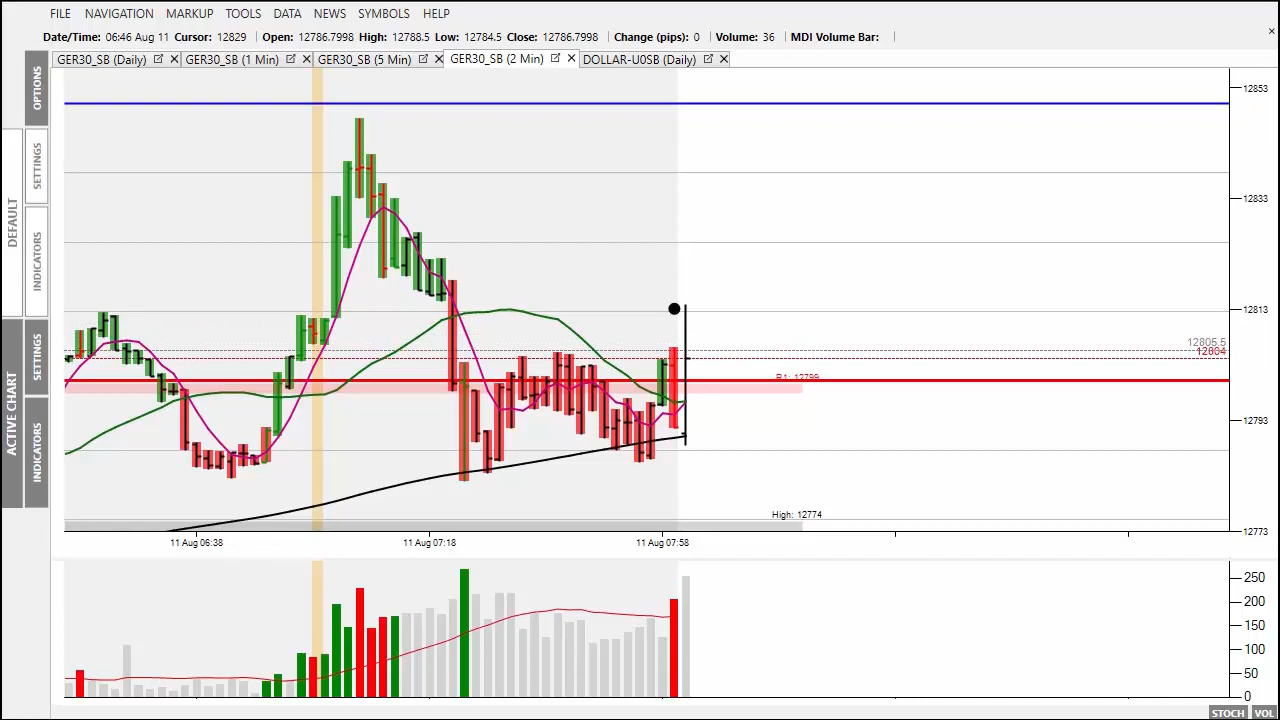 FILE NAVIGATION MARKUP TOOLS DATA NEWS SYMBOLS HELP
Date/Time: 06:46 Aug 11 Cursor: 12829 Open: 12786.7998 High: 12788.5 Low: 12784.5 Close: 12786.7998 Change (pips): 0 Volume: 36 MDI Volume Bar:
GER30_SB (Daily) GER30_SB (1 Min) GER30_SB (5 Min) GER30_SB (2 Min) DOLLAR-U0SB (Daily)
OPTIONS
DEFAULT
SETTINGS
INDICATORS
ACTIVE CHART
SETTINGS
INDICATORS
12853
12833
12813
12805.5
12804
R1: 12799
12793
High: 12774
12773
11 Aug 06:38 11 Aug 07:18 11 Aug 07:58
250
200
150
100
50
0
STOCH VOL